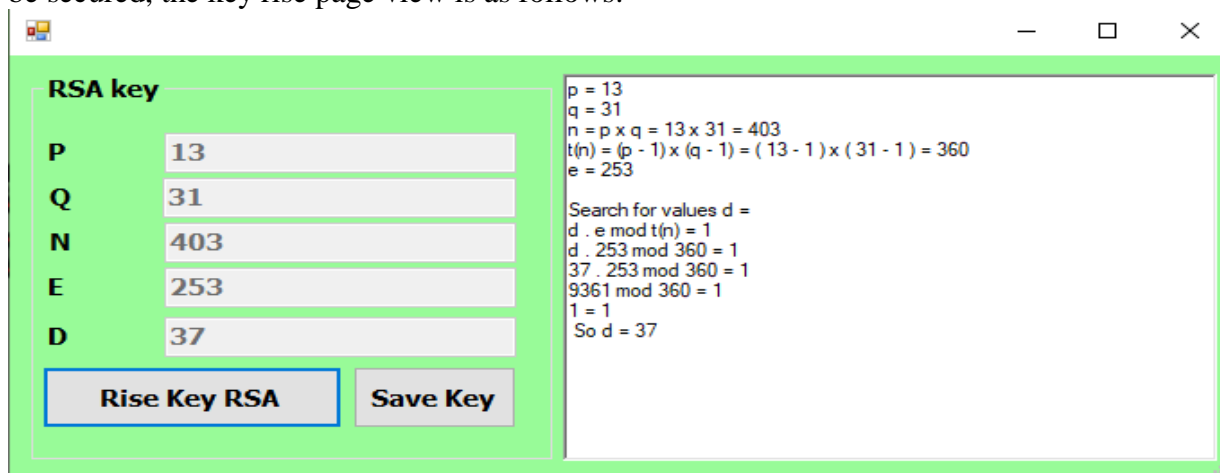 be secured, the key rise page view is as follows:
RSA key
P 13
Q 31
N 403
E 253
D 37
Rise Key RSA Save Key
p = 13
q = 31
n = p x q = 13 x 31 = 403
t(n) = (p - 1) x (q - 1) = ( 13 - 1 ) x ( 31 - 1 ) = 360
e = 253
Search for values d =
d . e mod t(n) = 1
d . 253 mod 360 = 1
37 . 253 mod 360 = 1
9361 mod 360 = 1
1 = 1
So d = 37